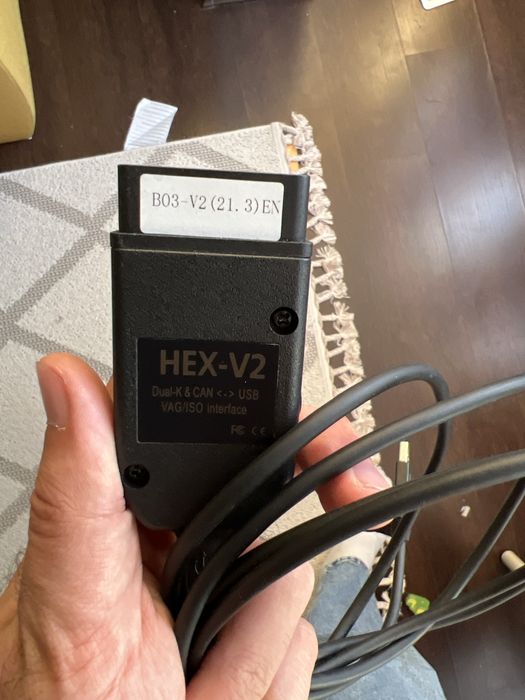 B03-V2(21.3)EN
HEX-V2
Dual-K & CAN <-> USB
VAG/ISO interface
FC CE